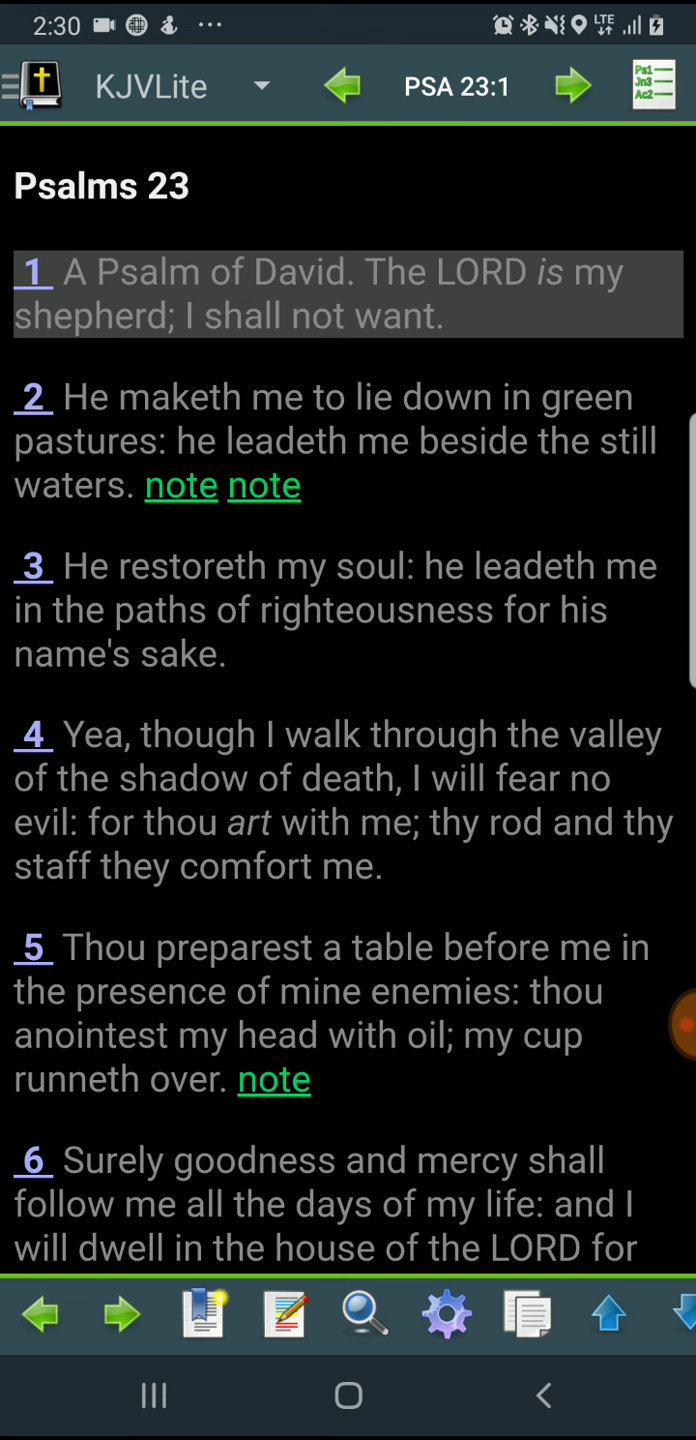 2:30
LTE
KJVLite
PSA 23:1
Ps1
Jn3
Ac2
Psalms 23
1 A Psalm of David. The LORD is my
shepherd; I shall not want.
2 He maketh me to lie down in green
pastures: he leadeth me beside the still
waters. note note
3 He restoreth my soul: he leadeth me
in the paths of righteousness for his
name's sake.
4 Yea, though I walk through the valley
of the shadow of death, I will fear no
evil: for thou art with me; thy rod and thy
staff they comfort me.
5 Thou preparest a table before me in
the presence of mine enemies: thou
anointest my head with oil; my cup
runneth over. note
6 Surely goodness and mercy shall
follow me all the days of my life: and I
will dwell in the house of the LORD for